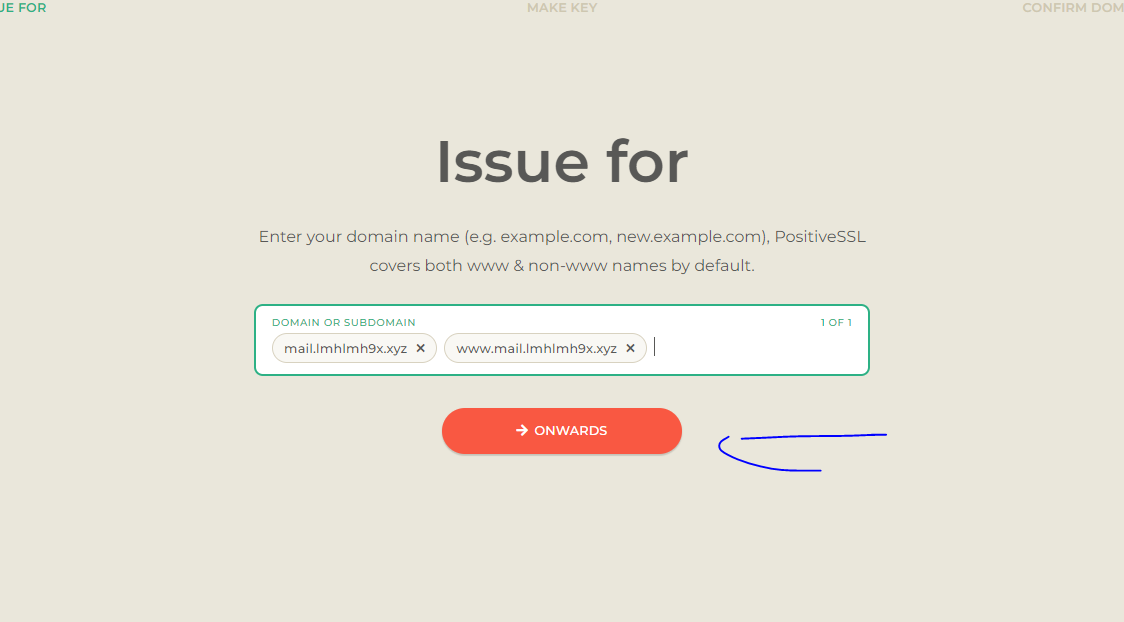 UE FOR
MAKE KEY
CONFIRM DOM
Issue for
Enter your domain name (e.g. example.com, new.example.com), PositiveSSL
covers both www & non-www names by default.
DOMAIN OR SUBDOMAIN
1 OF 1
mail.lmhlmh9x.xyz × www.mail.lmhlmh9x.xyz ×
→ ONWARDS